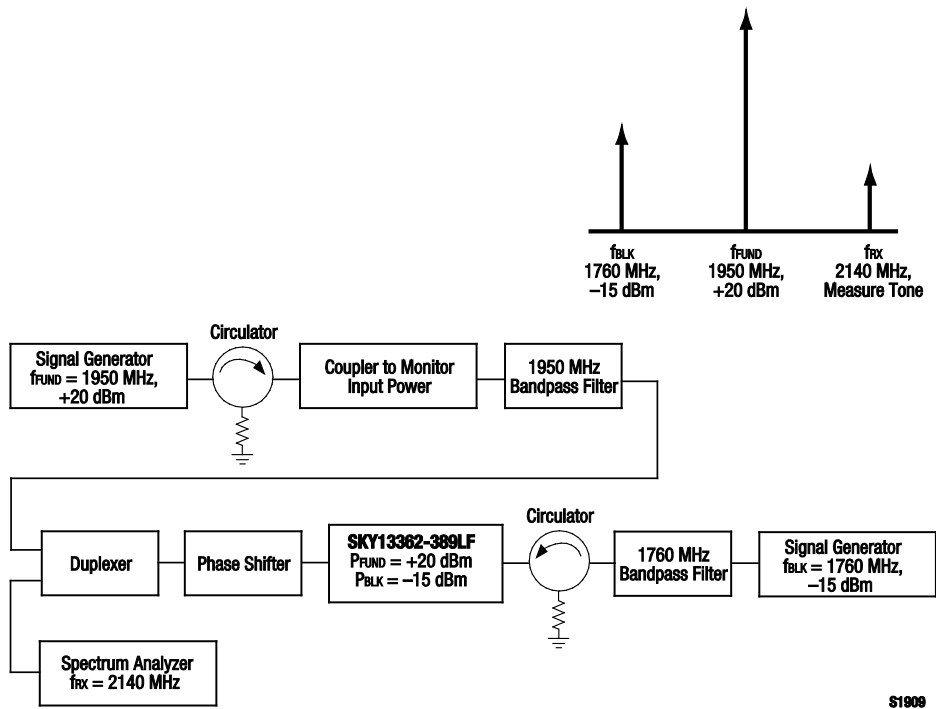 fBLK
1760 MHz,
–15 dBm
fFUND
1950 MHz,
+20 dBm
fRX
2140 MHz,
Measure Tone
Circulator
Signal Generator
fFUND = 1950 MHz,
+20 dBm
Coupler to Monitor
Input Power
1950 MHz
Bandpass Filter
Duplexer
Phase Shifter
SKY13362-389LF
PFUND = +20 dBm
PBLK = –15 dBm
Circulator
1760 MHz
Bandpass Filter
Signal Generator
fBLK = 1760 MHz,
–15 dBm
Spectrum Analyzer
fRX = 2140 MHz
S1909